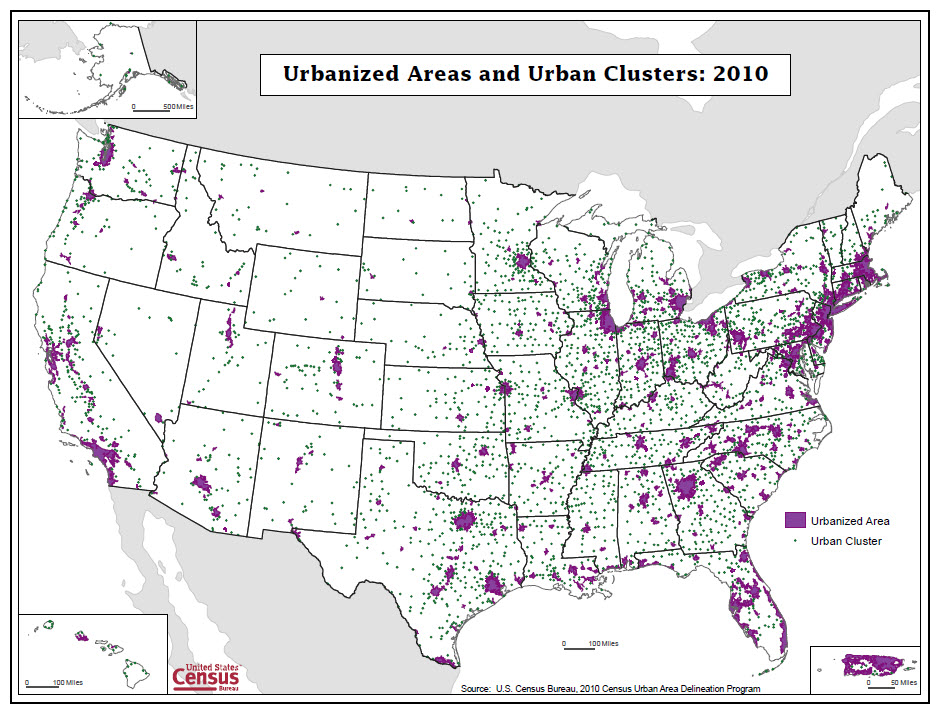 Urbanized Areas and Urban Clusters: 2010
0 500 Miles
Urbanized Area
Urban Cluster
0 100 Miles
0 100 Miles
United States
Census
Bureau
Source: U.S. Census Bureau, 2010 Census Urban Area Delineation Program
0 50 Miles